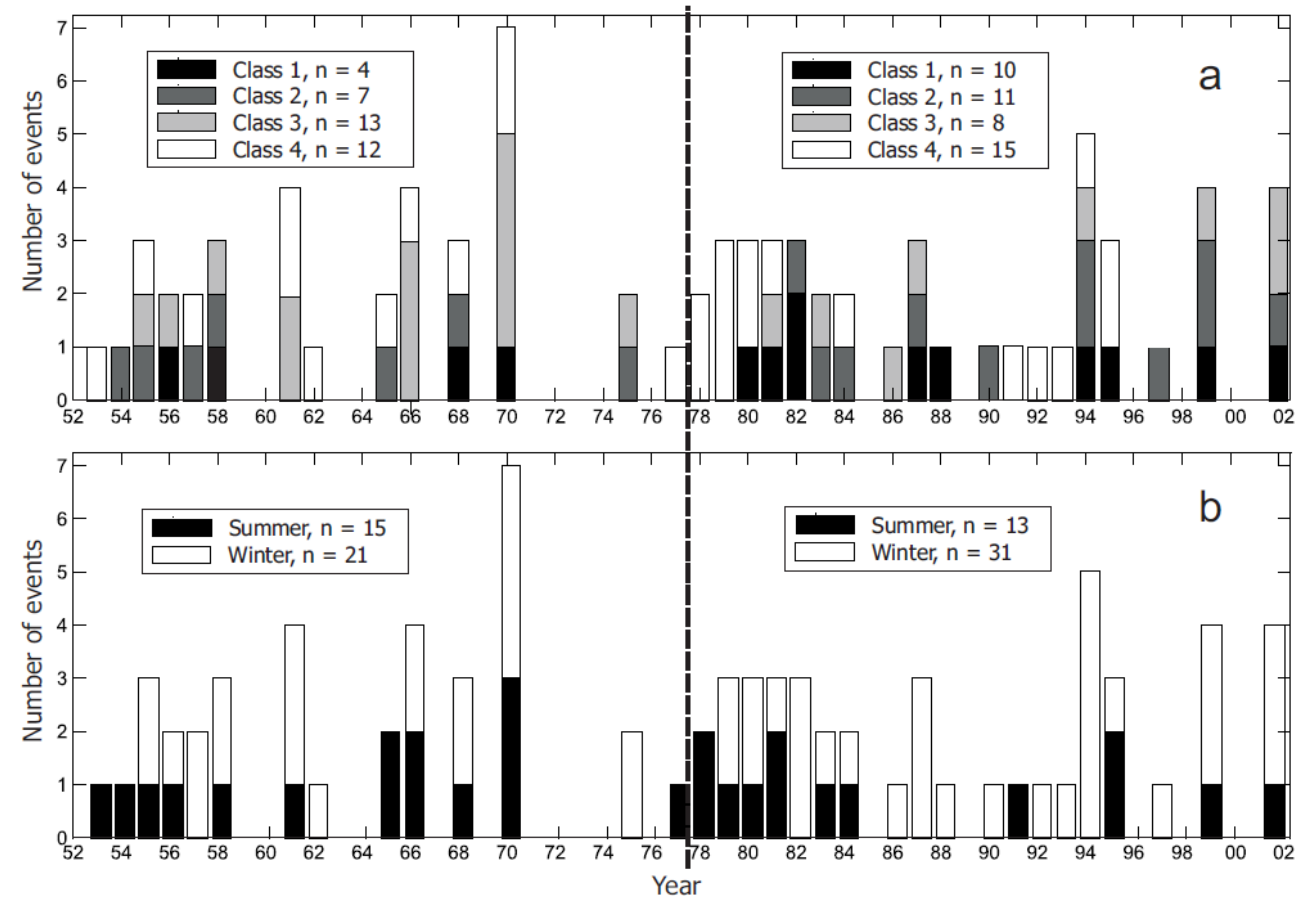 7
6
5
4
3
2
1
0
Number of events
Class 1, n = 4
Class 2, n = 7
Class 3, n = 13
Class 4, n = 12
Class 1, n = 10
Class 2, n = 11
Class 3, n = 8
Class 4, n = 15
a
52 54 56 58 60 62 64 66 68 70 72 74 76 78 80 82 84 86 88 90 92 94 96 98 00 02
7
6
5
4
3
2
1
0
Number of events
Summer, n = 15
Winter, n = 21
Summer, n = 13
Winter, n = 31
b
52 54 56 58 60 62 64 66 68 70 72 74 76 78 80 82 84 86 88 90 92 94 96 98 00 02
Year